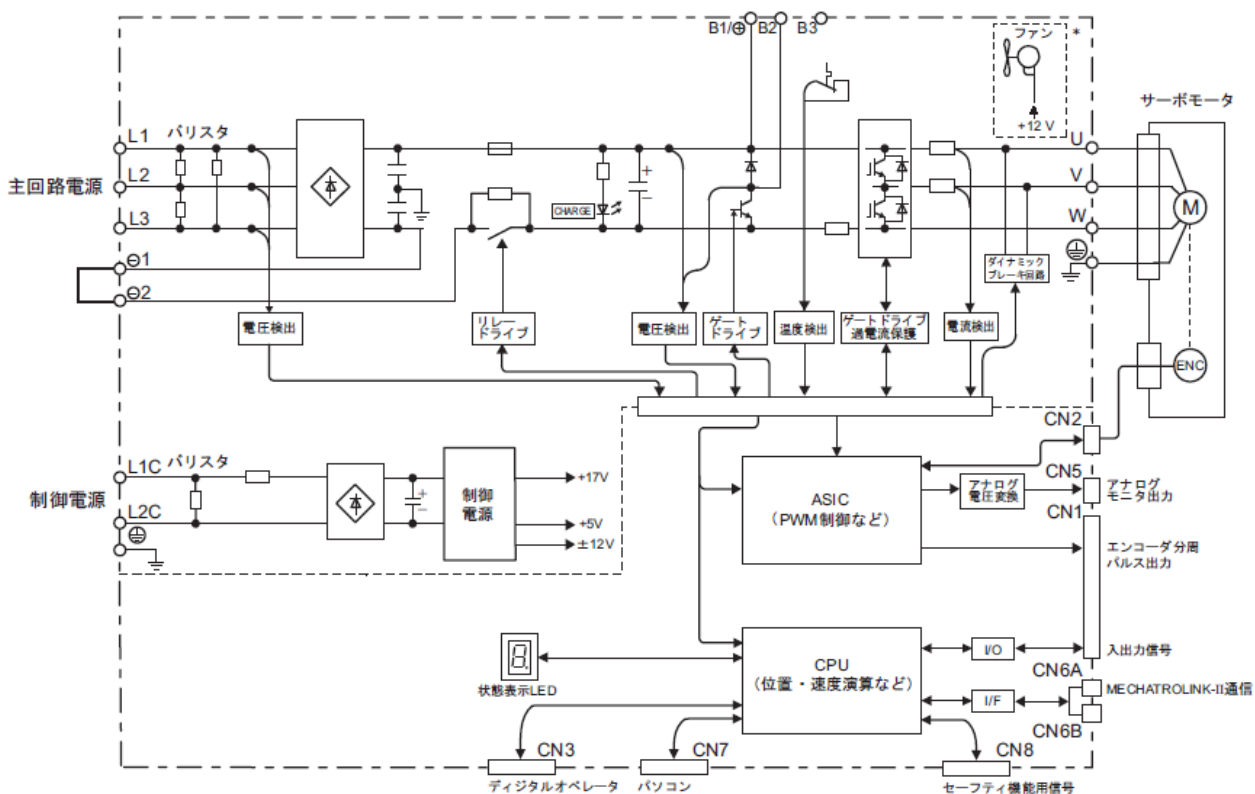 B1/⊕ B2 B3
ファン *
+12 V
サーボモータ
L1 バリスタ
U
主回路電源
L2
V
L3
W
M
CHARGE
+
−
⊖1
⊖2
ダイナミック
ブレーキ回路
電圧検出
リレー
ドライブ
電圧検出
ゲート
ドライブ
温度検出
ゲートドライブ
過電流保護
電流検出
ENC
CN2
L1C バリスタ
制御電源
L2C
+
−
制御
電源
+17V
+5V
±12V
ASIC
(PWM制御など)
アナログ
電圧変換
CN5
アナログ
モニタ出力
CN1
エンコーダ分周
パルス出力
8.
状態表示LED
CPU
(位置・速度演算など)
I/O
入出力信号
CN6A
I/F
MECHATROLINK-II通信
CN6B
CN3
ディジタルオペレータ
CN7
パソコン
CN8
セーフティ機能用信号